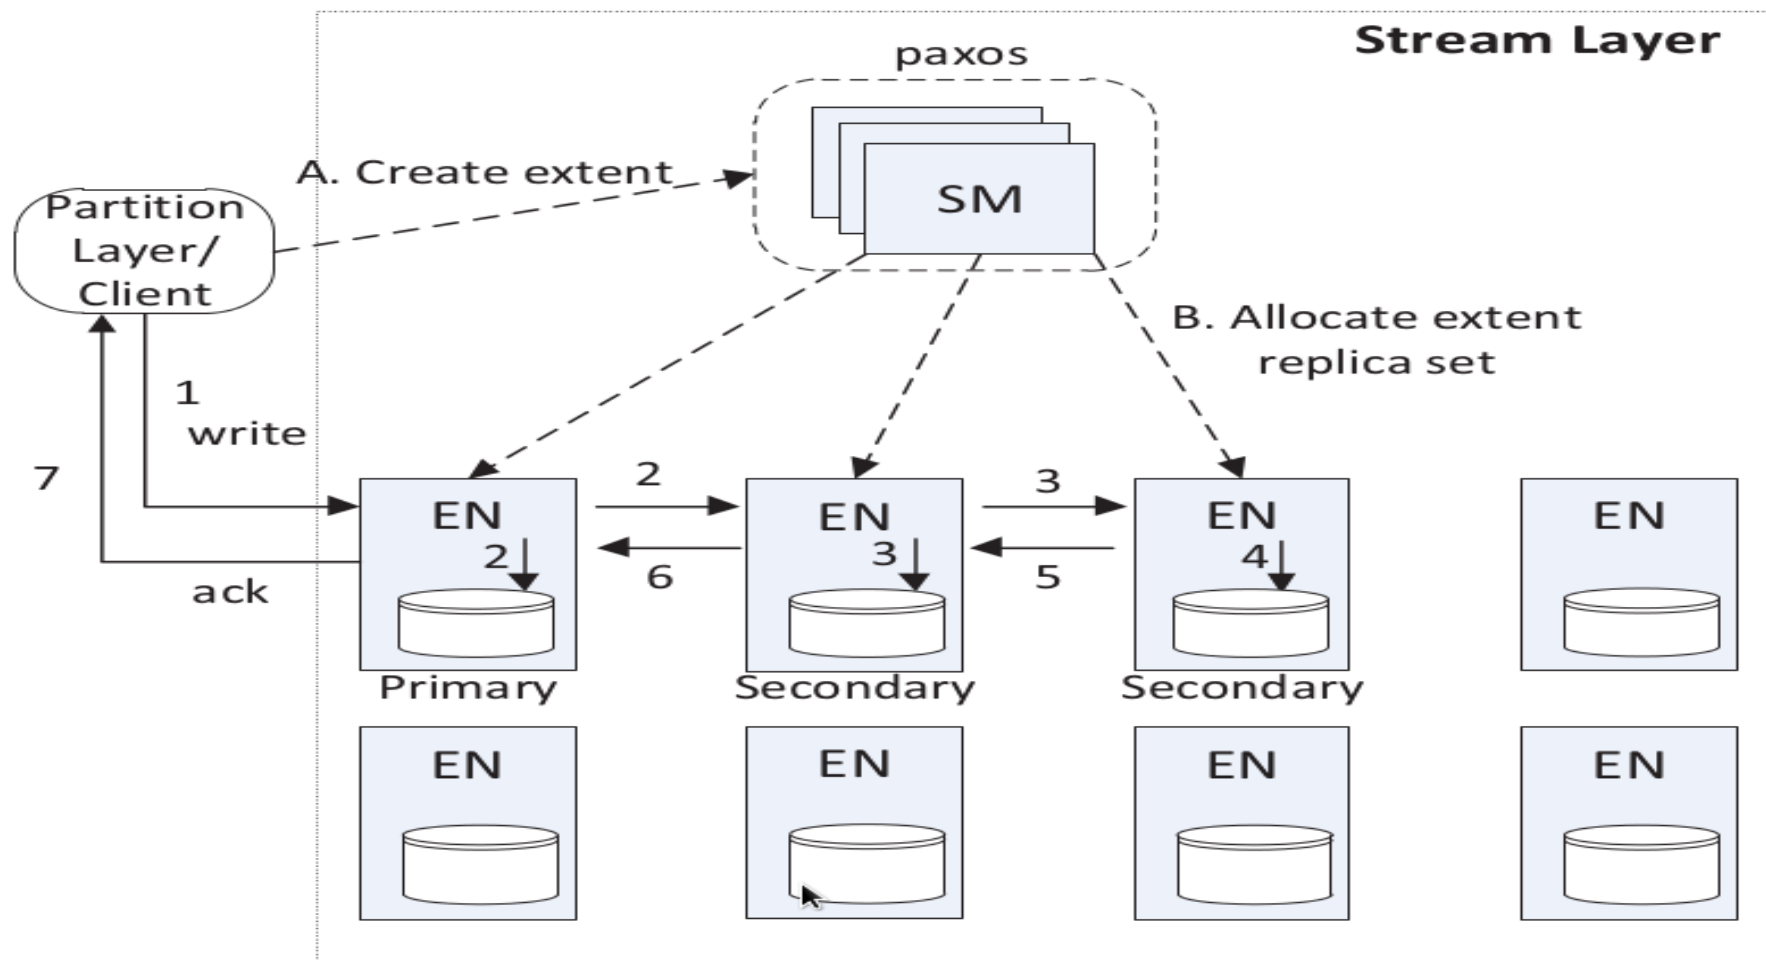 Stream Layer
paxos
A. Create extent
SM
Partition
Layer/
Client
B. Allocate extent
replica set
1
write
7
ack
2
3
6
5
EN
2
Primary
EN
3
Secondary
EN
4
Secondary
EN
EN
EN
EN
EN